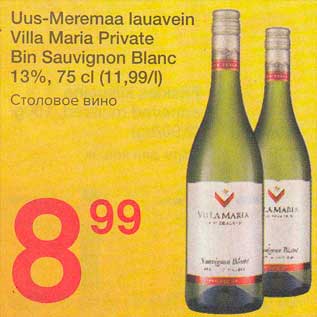 Uus-Meremaa lauavein
Villa Maria Private
Bin Sauvignon Blanc
13%, 75 cl (11,99/l)
Столовое вино
8 99
VILLA MARIA
Sauvignon Blanc